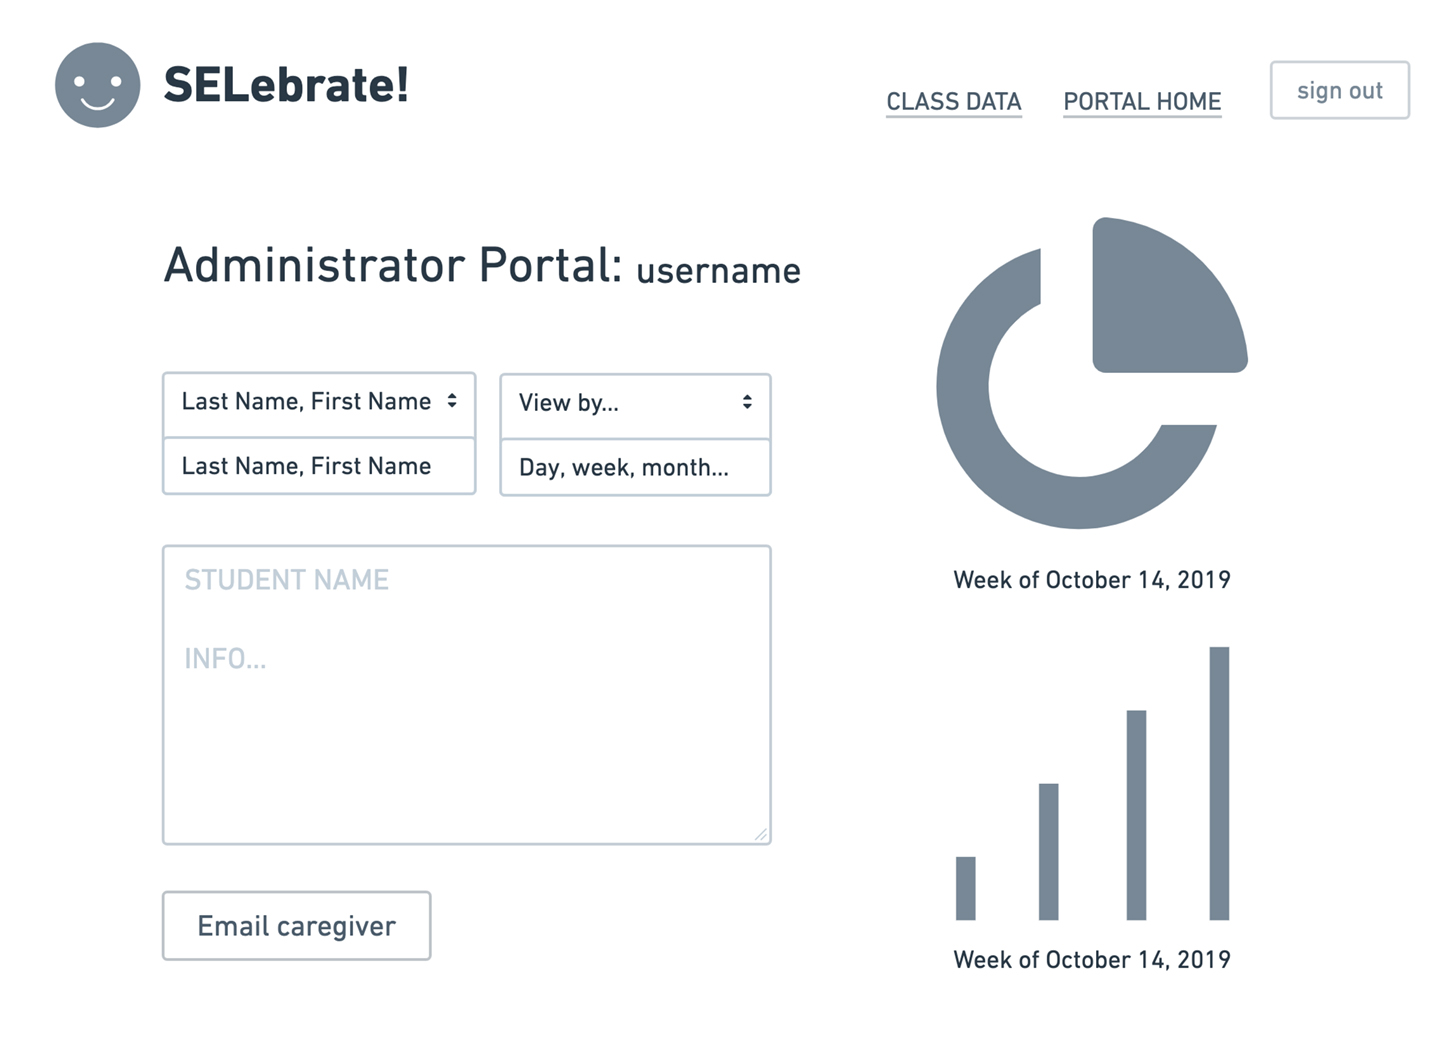 SELebrate!
CLASS DATA
PORTAL HOME
sign out
Administrator Portal: username
Last Name, First Name
Last Name, First Name
View by...
Day, week, month...
STUDENT NAME
INFO...
Email caregiver
Week of October 14, 2019
Week of October 14, 2019